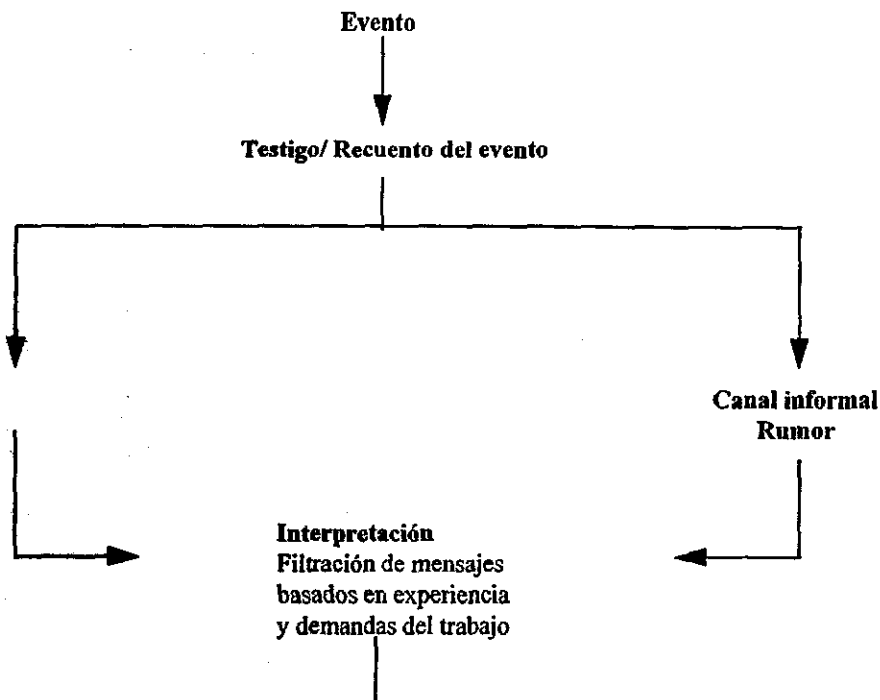 Evento
Testigo/ Recuento del evento
Canal informal
Rumor
Interpretación
Filtración de mensajes
basados en experiencia
y demandas del trabajo